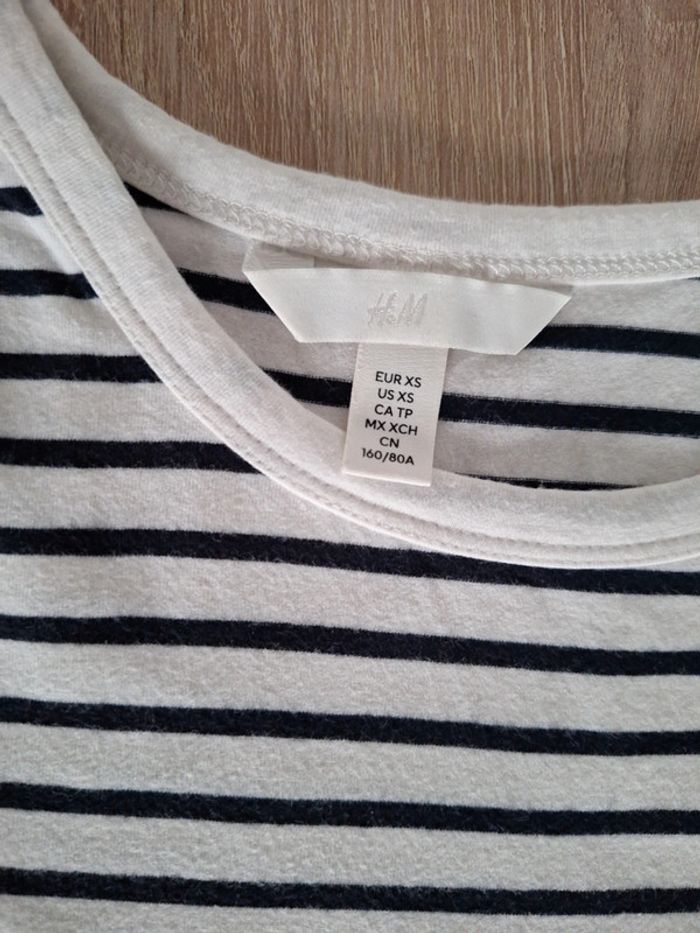 H&M
EUR XS
US XS
CA TP
MX XCH
CN
160/80A